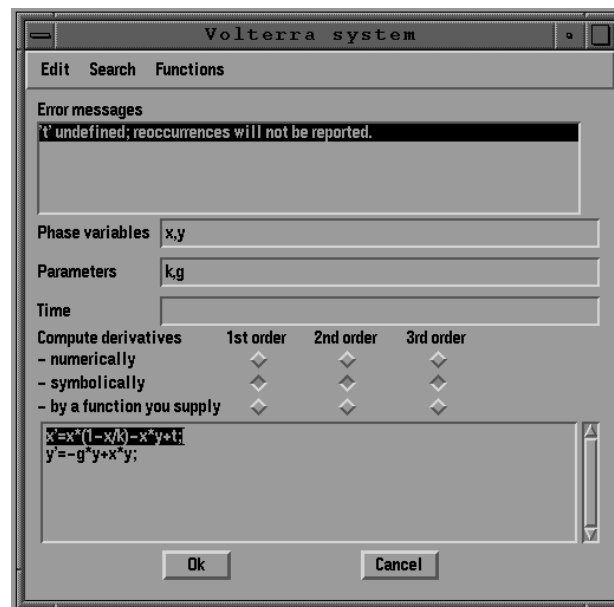 Volterra system
Edit Search Functions
Error messages
't' undefined; reoccurrences will not be reported.
Phase variables x,y
Parameters k,g
Time
Compute derivatives 1st order 2nd order 3rd order
– numerically
– symbolically
– by a function you supply
x'=x*(1–x/k)–x*y+t;
y'=–g*y+x*y;
Ok Cancel